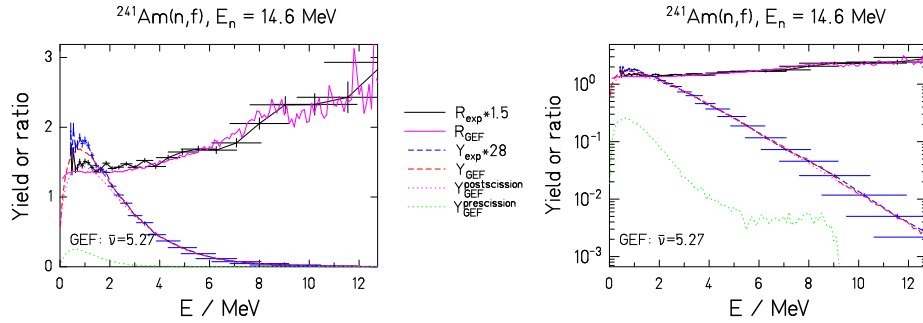 ²⁴¹Am(n,f), Eₙ = 14.6 MeV
Yield or ratio
3
2
1
0
GEF: ν̄=5.27
0 2 4 6 8 10 12
E / MeV
R_exp*1.5
R_GEF
Y_exp*28
Y_GEF
Y_GEF^postscission
Y_GEF^prescission
²⁴¹Am(n,f), Eₙ = 14.6 MeV
Yield or ratio
10⁰
10⁻¹
10⁻²
10⁻³
GEF: ν̄=5.27
0 2 4 6 8 10 12
E / MeV